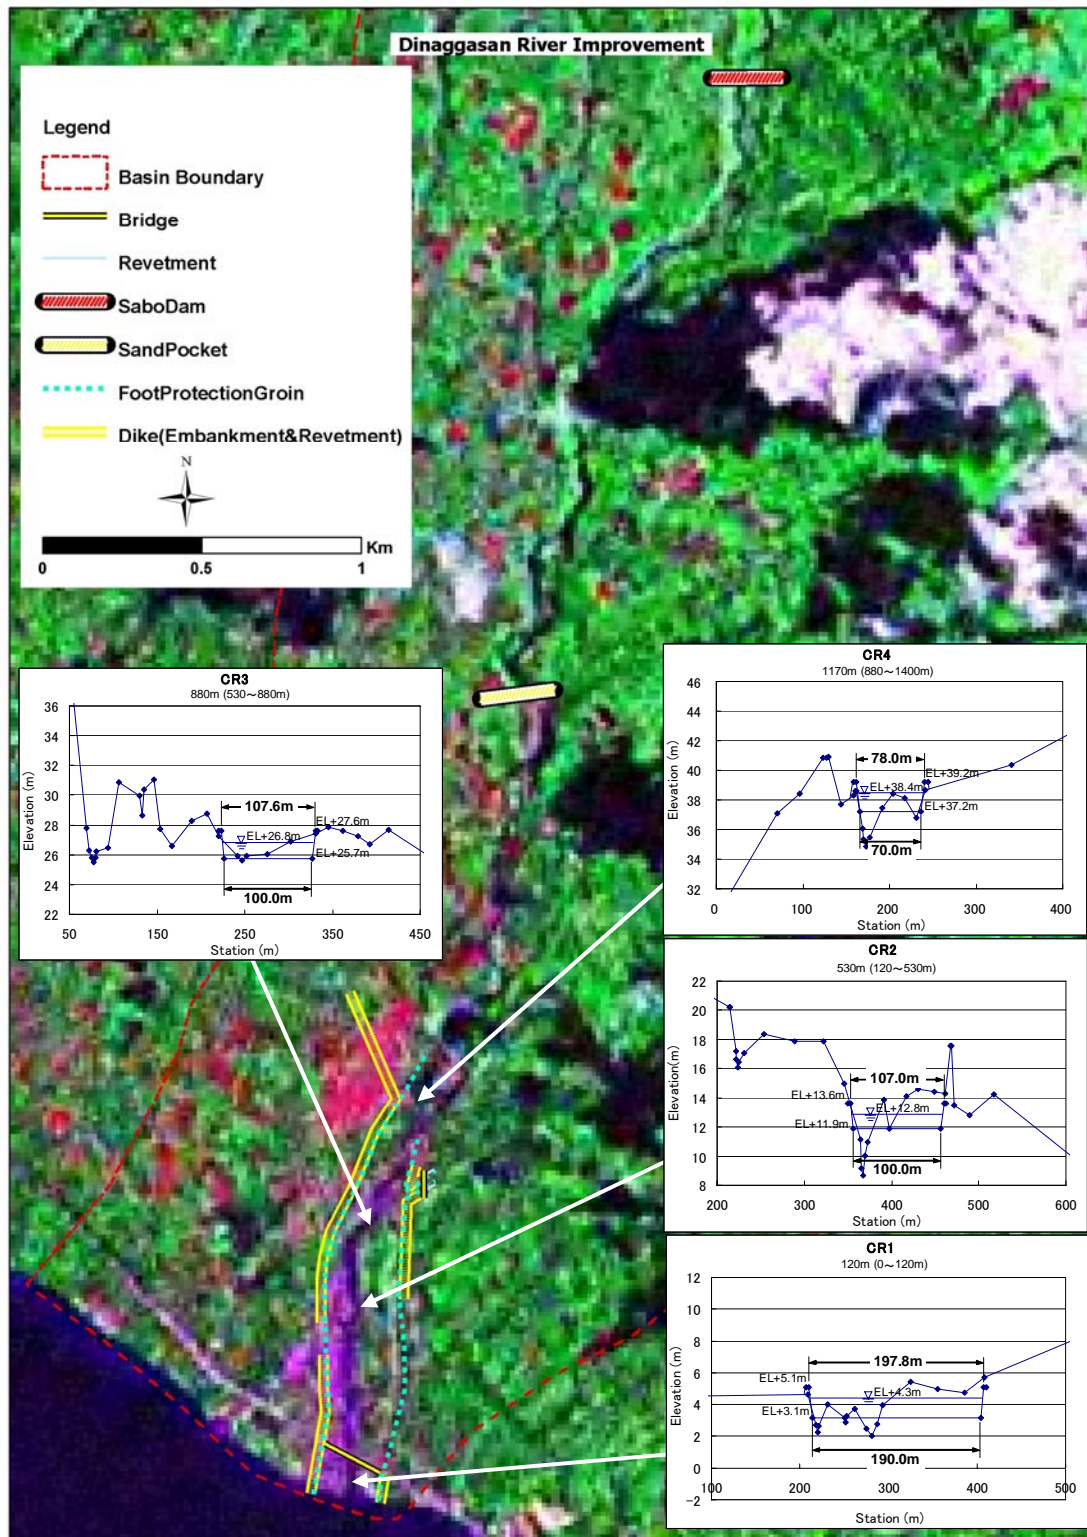 Dinaggasan River Improvement
Legend
Basin Boundary
Bridge
Revetment
SaboDam
SandPocket
FootProtectionGroin
Dike(Embankment&Revetment)
N
Km
0 0.5 1
CR3
880m (530~880m)
Elevation (m)
36
34
32
30
28
26
24
22
107.6m
EL+27.6m
EL+26.8m
EL+25.7m
100.0m
50 150 250 350 450
Station (m)
CR4
1170m (880~1400m)
Elevation (m)
46
44
42
40
38
36
34
32
78.0m
EL+39.2m
EL+38.4m
EL+37.2m
70.0m
0 100 200 300 400
Station (m)
CR2
530m (120~530m)
Elevation(m)
22
20
18
16
14
12
10
8
107.0m
EL+13.6m
EL+12.8m
EL+11.9m
100.0m
200 300 400 500 600
Station (m)
CR1
120m (0~120m)
Elevation (m)
12
10
8
6
4
2
0
-2
197.8m
EL+5.1m
EL+4.3m
EL+3.1m
190.0m
100 200 300 400 500
Station (m)